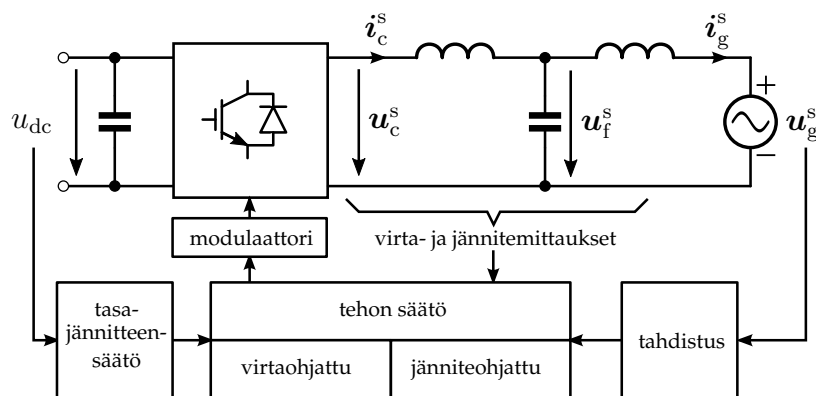 i_c^s
i_g^s
u_dc
u_c^s
u_f^s
+
−
u_g^s
modulaattori
virta- ja jännitemittaukset
tasa-
jännitteen-
säätö
tehon säätö
virtaohjattu
jänniteohjattu
tahdistus